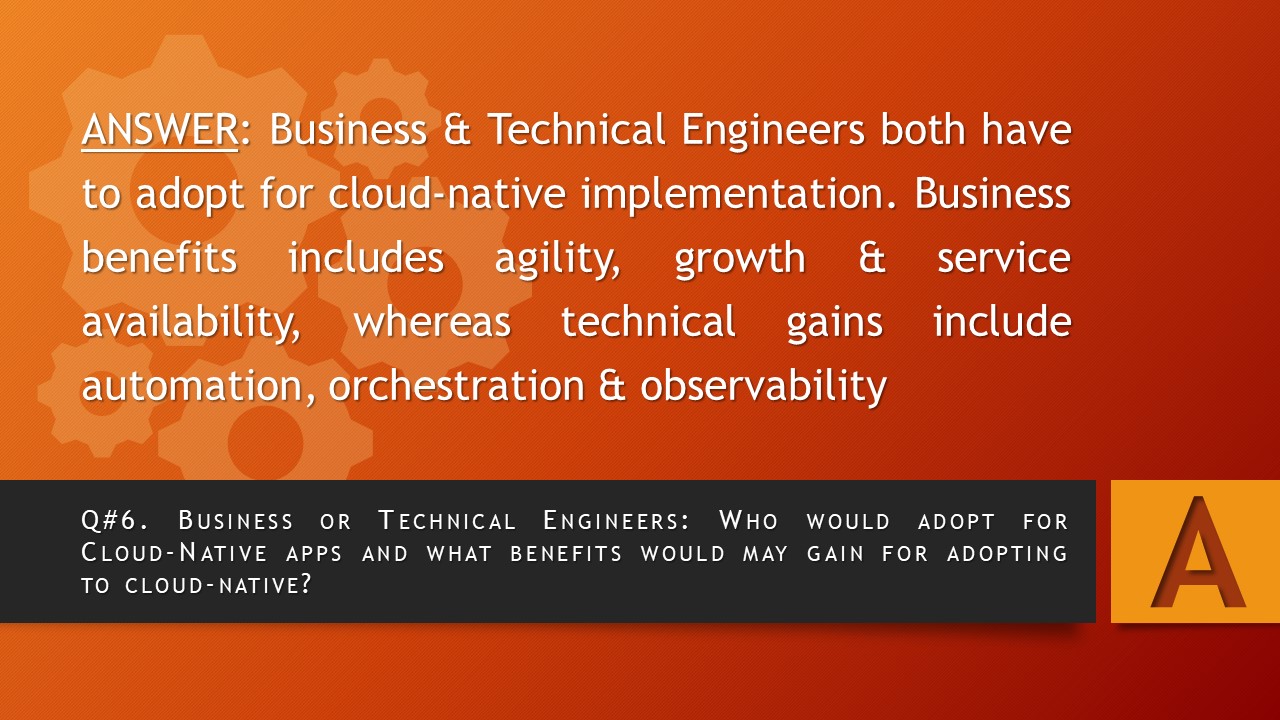 ANSWER: Business & Technical Engineers both have
to adopt for cloud-native implementation. Business
benefits includes agility, growth & service
availability, whereas technical gains include
automation, orchestration & observability
Q#6. Business or Technical Engineers: Who would adopt for
Cloud-Native apps and what benefits would may gain for adopting
to cloud-native?
A